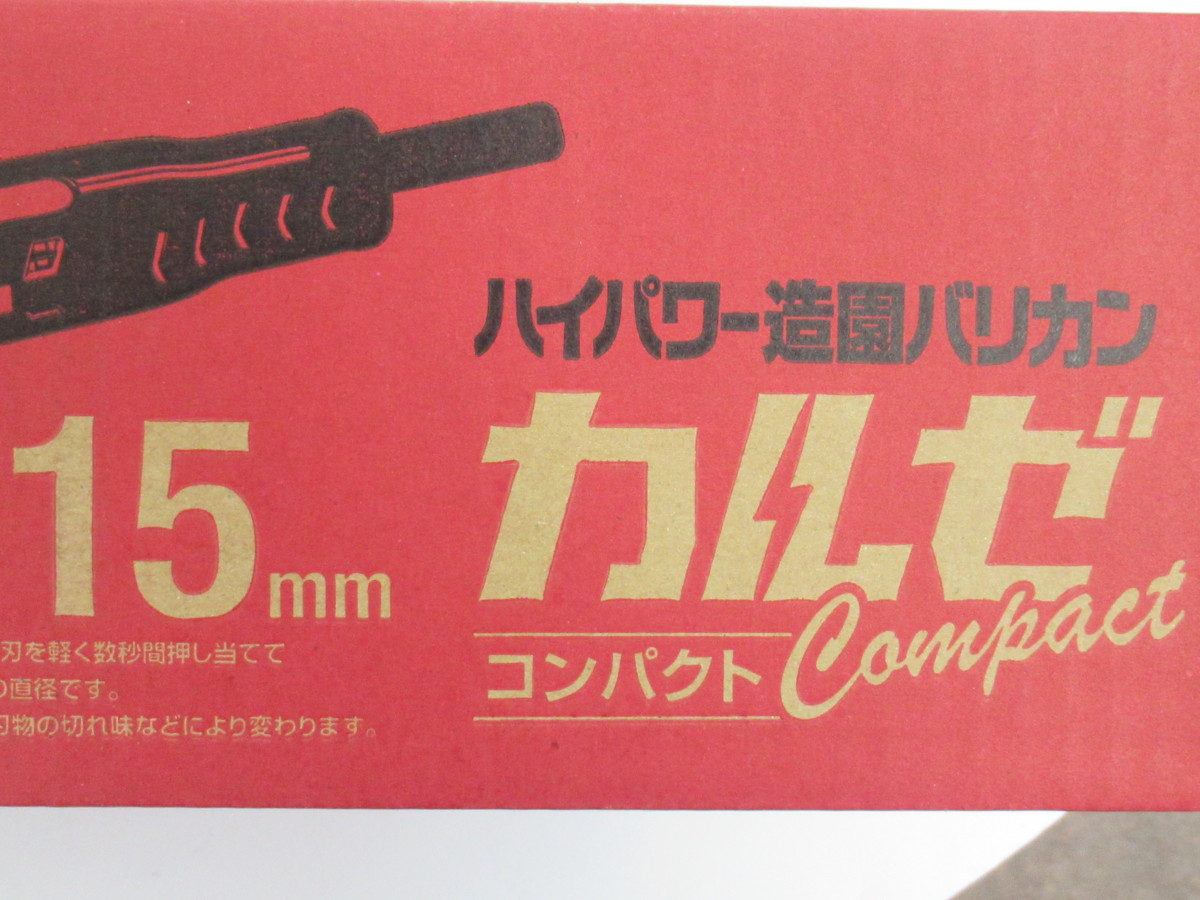 ハイパワー造園バリカン
カルゼ
Compact
コンパクト
15mm
刃を軽く数秒間押し当てて
の直径です。
刃物の切れ味などにより変わります。